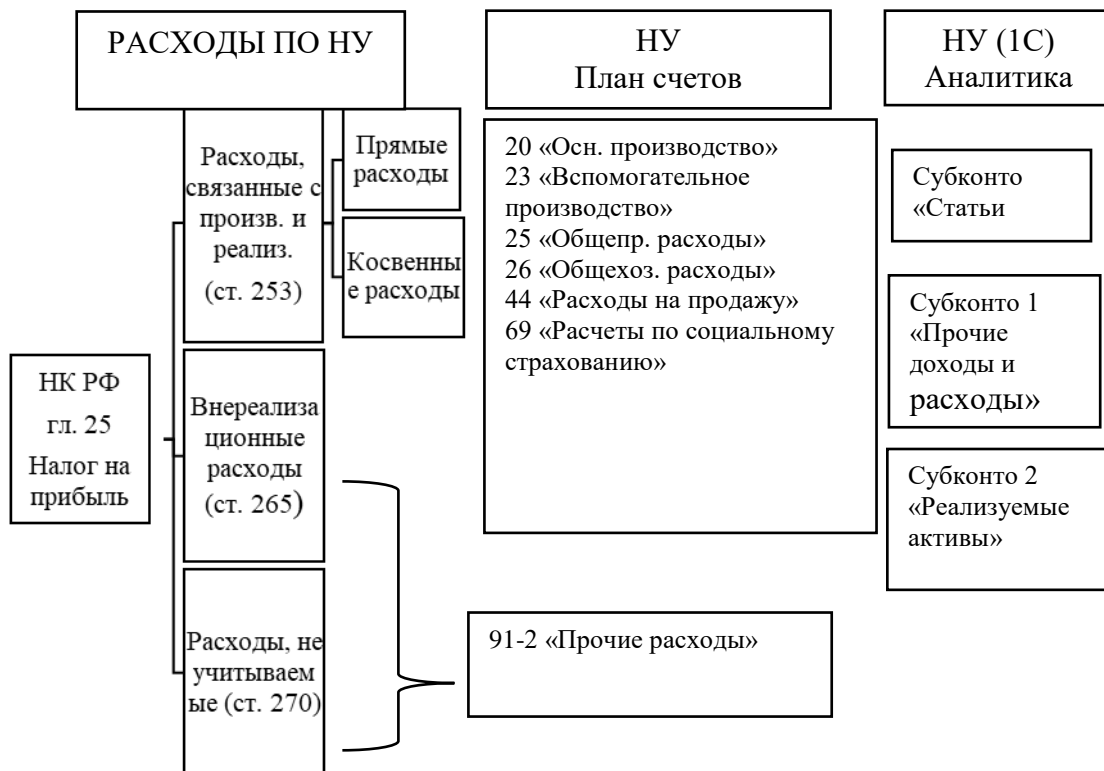 РАСХОДЫ ПО НУ
НУ
План счетов
НУ (1С)
Аналитика
НК РФ
гл. 25
Налог на
прибыль
Расходы,
связанные с
произв. и
реализ.
(ст. 253)
Прямые
расходы
Косвенны
е расходы
Внереализа
ционные
расходы
(ст. 265)
Расходы, не
учитываем
ые (ст. 270)
20 «Осн. производство»
23 «Вспомогательное
производство»
25 «Общепр. расходы»
26 «Общехоз. расходы»
44 «Расходы на продажу»
69 «Расчеты по социальному
страхованию»
91-2 «Прочие расходы»
Субконто
«Статьи
Субконто 1
«Прочие
доходы и
расходы»
Субконто 2
«Реализуемые
активы»